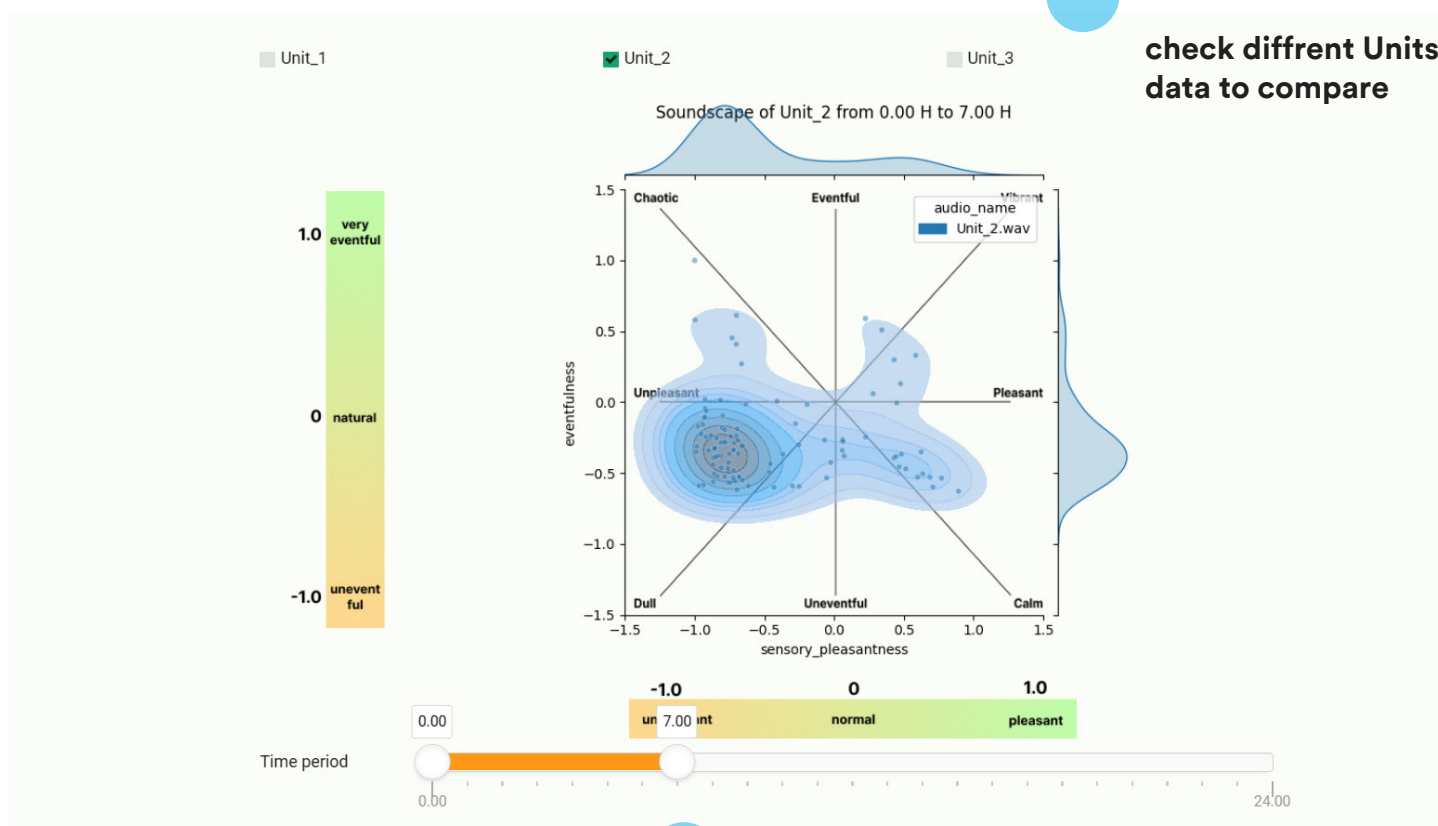 Unit_1
Unit_2
Unit_3
check diffrent Units
data to compare
Soundscape of Unit_2 from 0.00 H to 7.00 H
1.5
1.0
0.5
0.0
−0.5
−1.0
−1.5
eventfulness
Chaotic
Eventful
Vibrant
audio_name
Unit_2.wav
Unpleasant
Pleasant
Dull
Uneventful
Calm
−1.5
−1.0
−0.5
0.0
0.5
1.0
1.5
sensory_pleasantness
1.0
very
eventful
0
natural
-1.0
unevent
ful
-1.0
0
1.0
un
nt
normal
pleasant
0.00
7.00
Time period
0.00
24.00